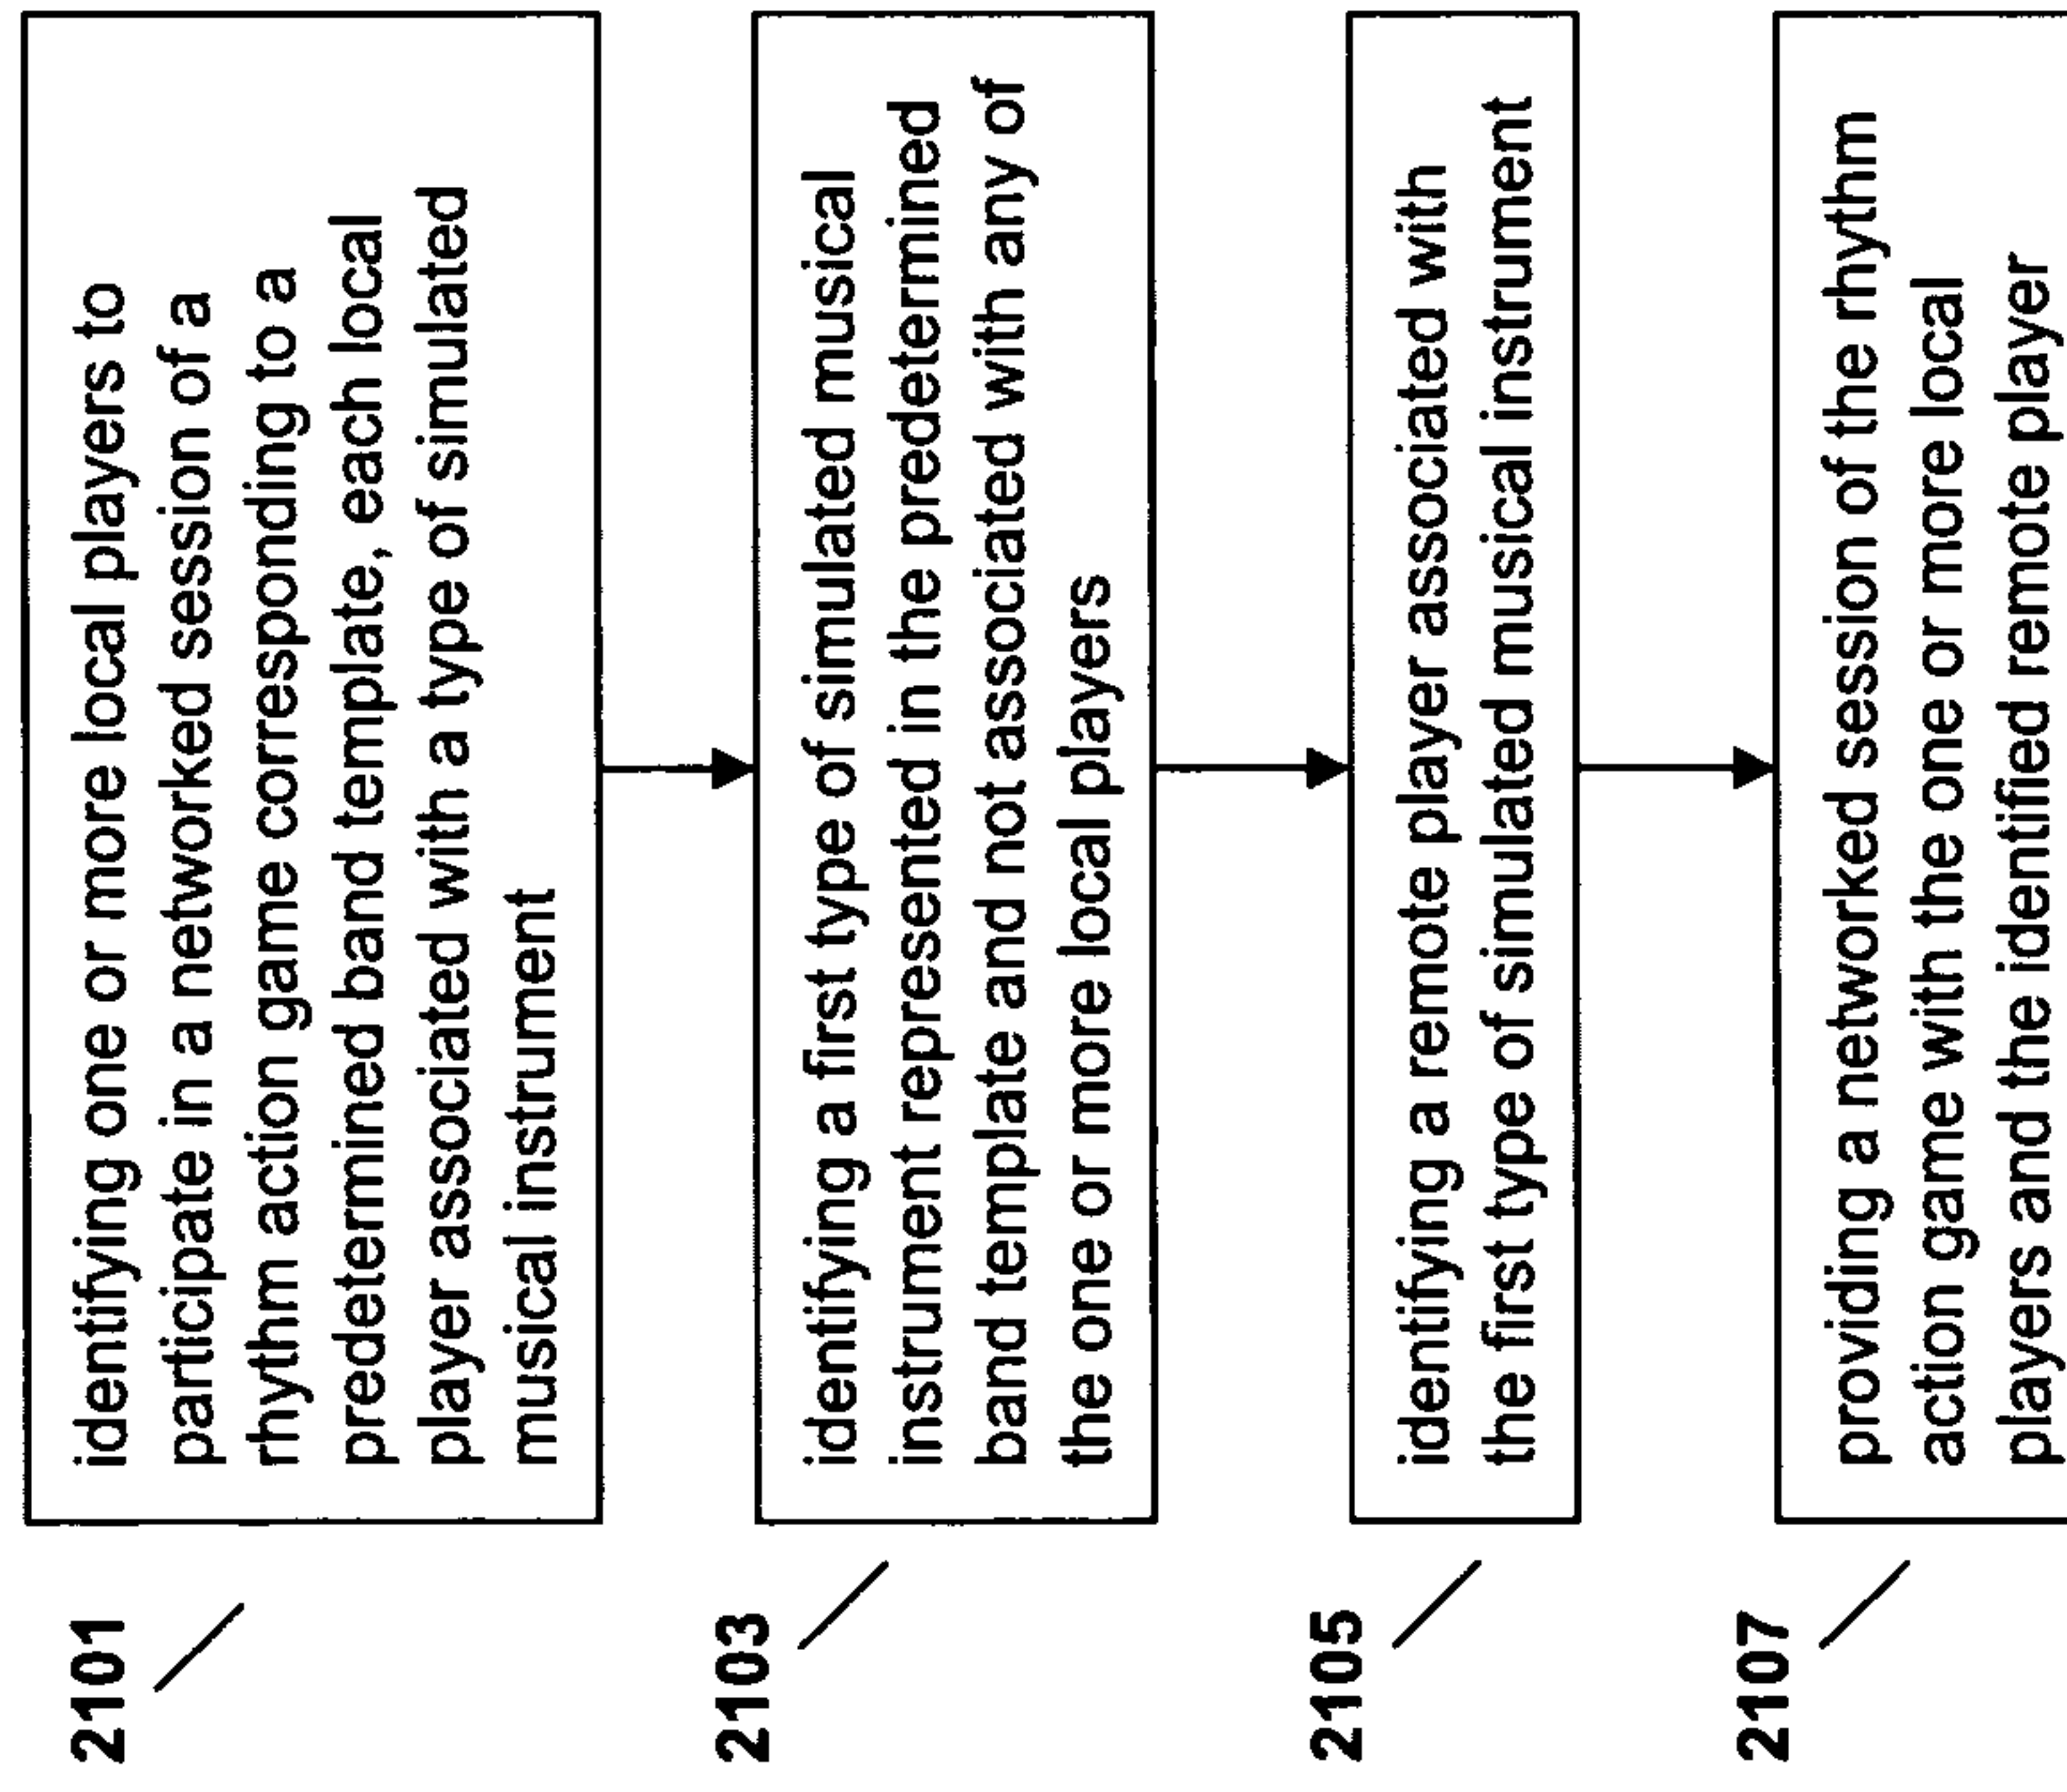 2101
identifying one or more local players to
participate in a networked session of a
rhythm action game corresponding to a
predetermined band template, each local
player associated with a type of simulated
musical instrument
2103
identifying a first type of simulated musical
instrument represented in the predetermined
band template and not associated with any of
the one or more local players
2105
identifying a remote player associated with
the first type of simulated musical instrument
2107
providing a networked session of the rhythm
action game with the one or more local
players and the identified remote player